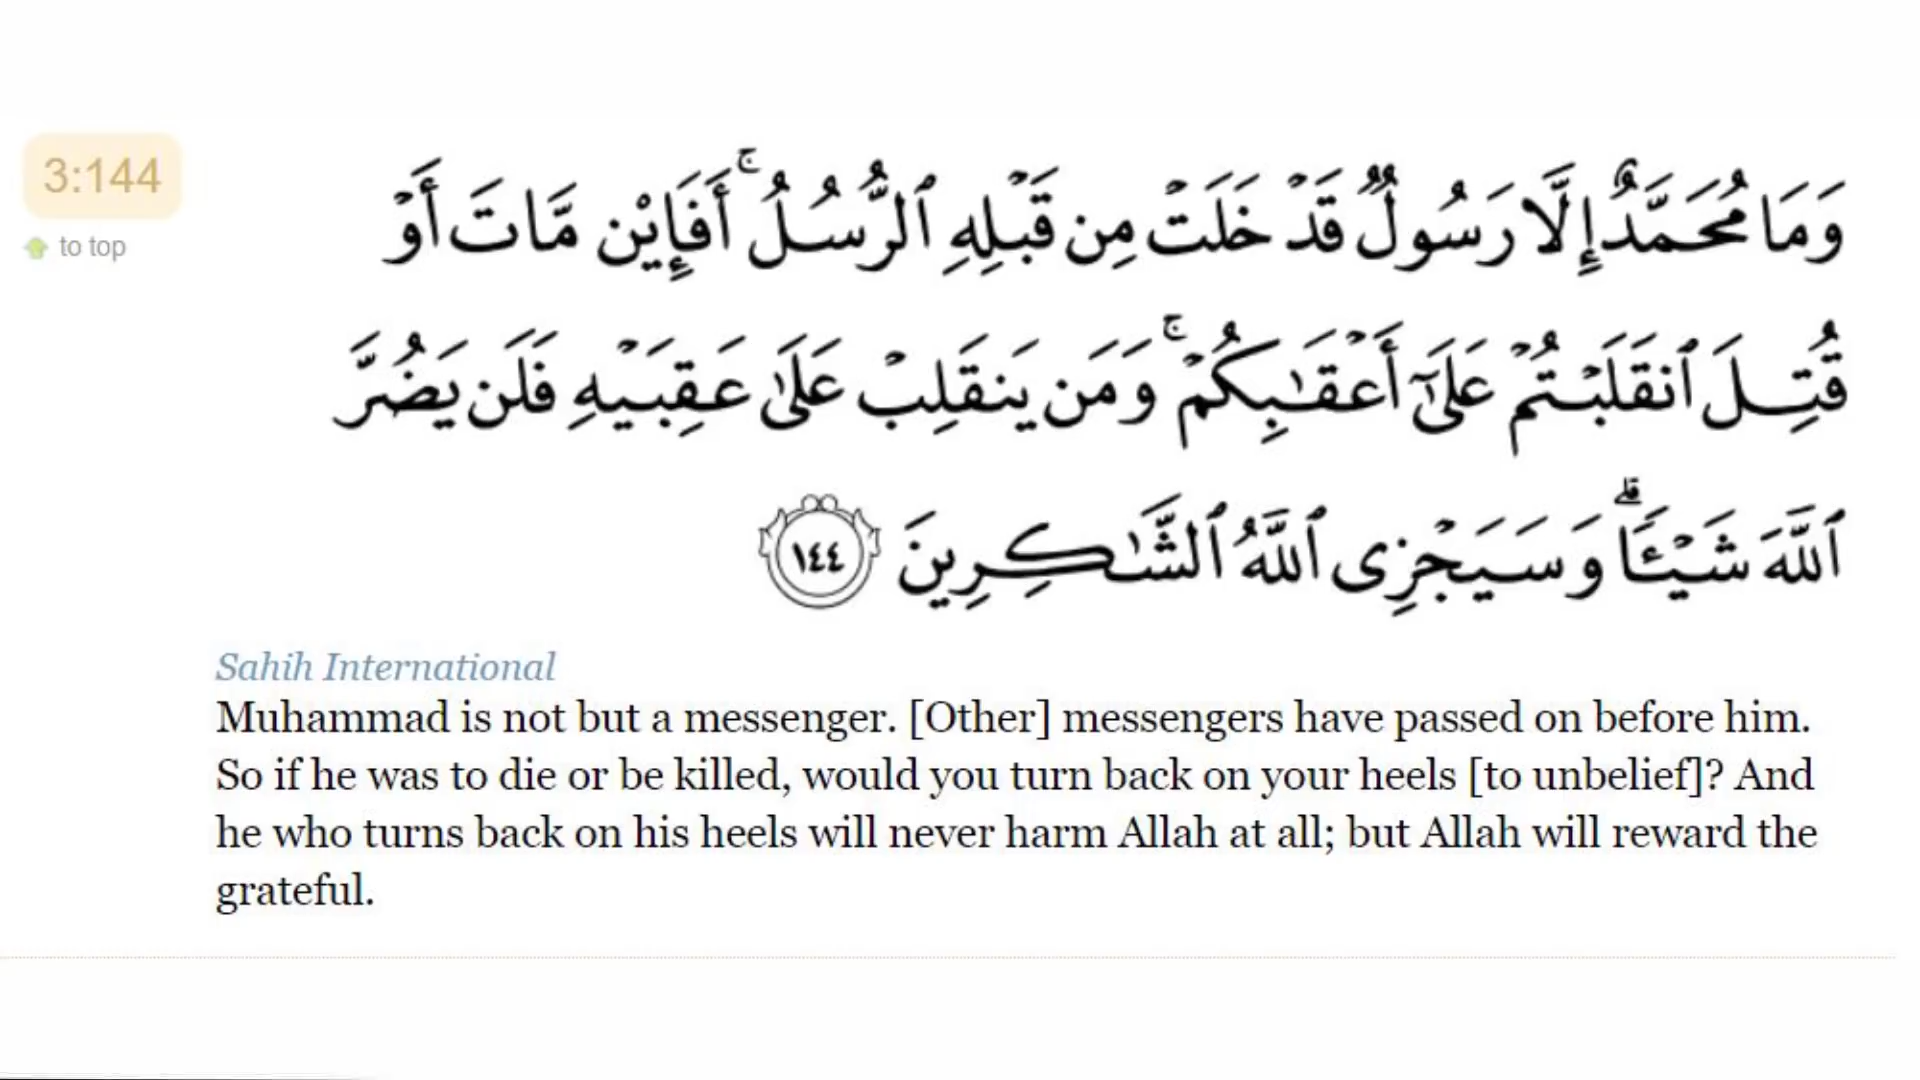 3:144
to top
وَمَا مُحَمَّدٌ إِلَّا رَسُولٌ قَدْ خَلَتْ مِن قَبْلِهِ ٱلرُّسُلُ ۚ أَفَإِي۟ن مَّاتَ أَوْ
قُتِلَ ٱنقَلَبْتُمْ عَلَىٰٓ أَعْقَـٰبِكُمْ ۚ وَمَن يَنقَلِبْ عَلَىٰ عَقِبَيْهِ فَلَن يَضُرَّ
ٱللَّهَ شَيْـًٔا ۗ وَسَيَجْزِى ٱللَّهُ ٱلشَّـٰكِرِينَ ١٤٤
Sahih International
Muhammad is not but a messenger. [Other] messengers have passed on before him.
So if he was to die or be killed, would you turn back on your heels [to unbelief]? And
he who turns back on his heels will never harm Allah at all; but Allah will reward the
grateful.